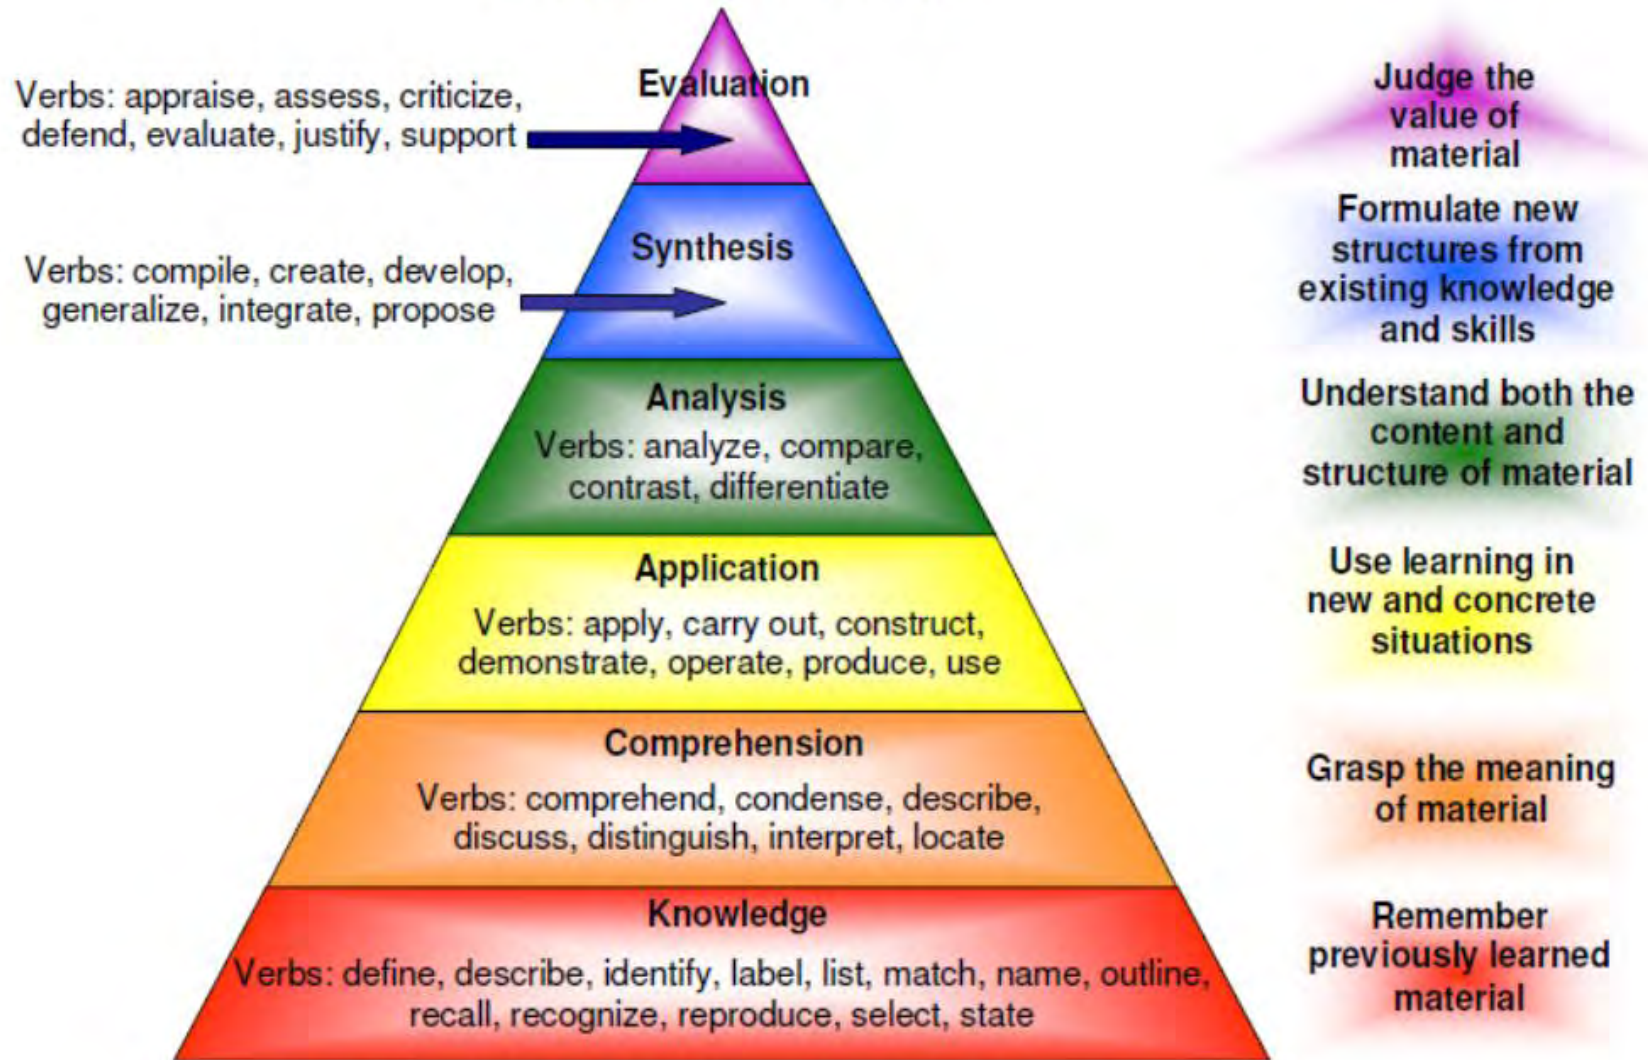 Evaluation
Verbs: appraise, assess, criticize,
defend, evaluate, justify, support
Judge the
value of
material
Synthesis
Verbs: compile, create, develop,
generalize, integrate, propose
Formulate new
structures from
existing knowledge
and skills
Analysis
Verbs: analyze, compare,
contrast, differentiate
Understand both the
content and
structure of material
Application
Verbs: apply, carry out, construct,
demonstrate, operate, produce, use
Use learning in
new and concrete
situations
Comprehension
Verbs: comprehend, condense, describe,
discuss, distinguish, interpret, locate
Grasp the meaning
of material
Knowledge
Verbs: define, describe, identify, label, list, match, name, outline,
recall, recognize, reproduce, select, state
Remember
previously learned
material